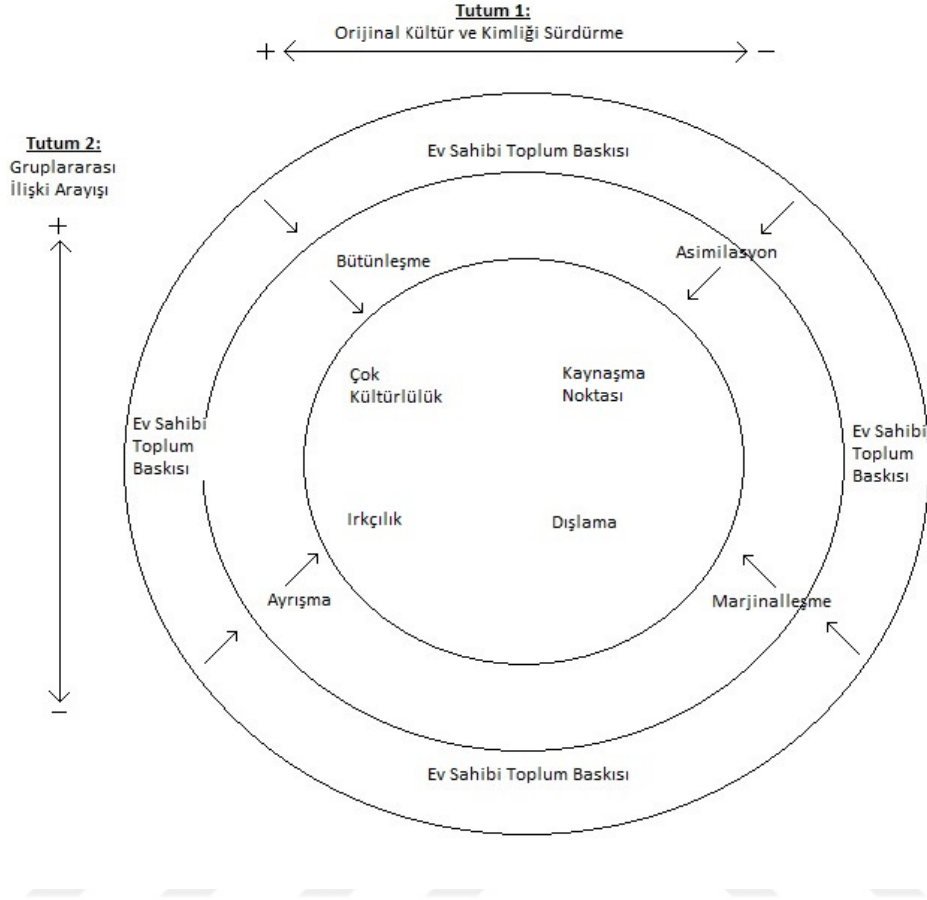 Tutum 1:
Orijinal Kültür ve Kimliği Sürdürme
+ −
Tutum 2:
Gruplararası
İlişki Arayışı
+
−
Ev Sahibi Toplum Baskısı
Bütünleşme
Asimilasyon
Çok
Kültürlülük
Kaynaşma
Noktası
Ev Sahibi
Toplum
Baskısı
Ev Sahibi
Toplum
Baskısı
Irkçılık
Dışlama
Ayrışma
Marjinalleşme
Ev Sahibi Toplum Baskısı